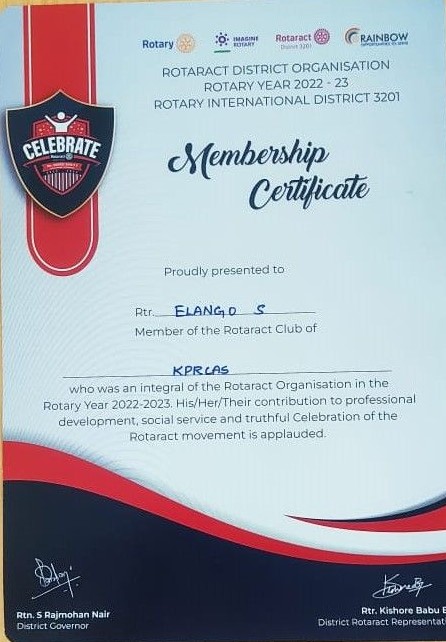 Rotary
IMAGINE ROTARY
Rotaract
District 3201
RAINBOW
ROTARACT DISTRICT ORGANISATION
ROTARY YEAR 2022 - 23
ROTARY INTERNATIONAL DISTRICT 3201
CELEBRATE
Membership
Certificate
Proudly presented to
Rtr. ELANGO S
Member of the Rotaract Club of
KPRCAS
who was an integral of the Rotaract Organisation in the
Rotary Year 2022-2023. His/Her/Their contribution to professional
development, social service and truthful Celebration of the
Rotaract movement is applauded.
Rtn. S Rajmohan Nair
District Governor
Rtr. Kishore Babu
District Rotaract Representat